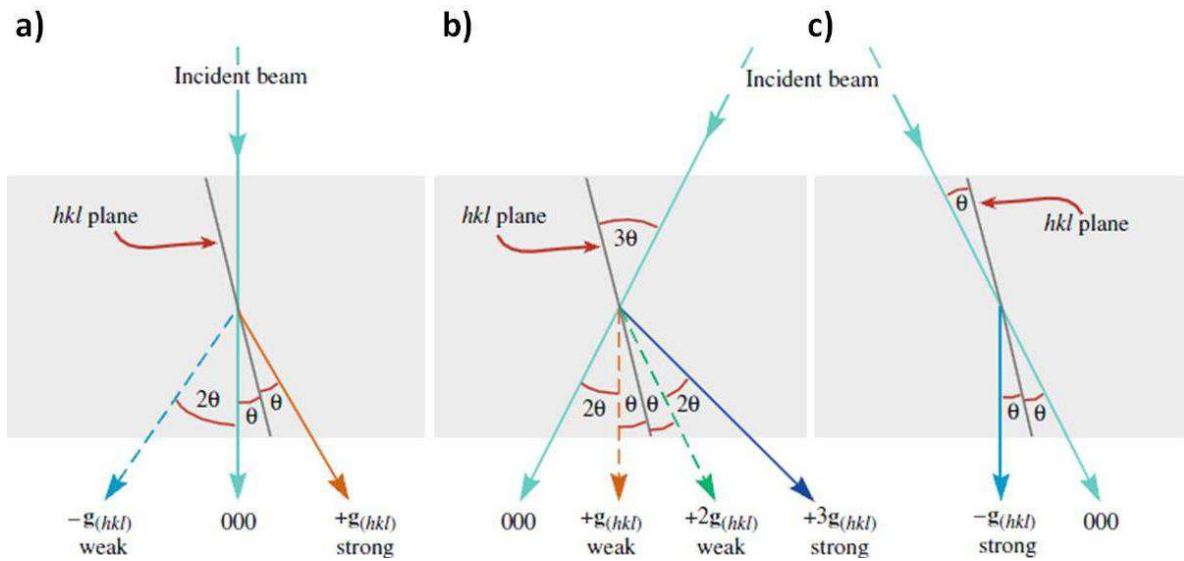 a)
Incident beam
hkl plane
2θ
θ
θ
−g(hkl)
weak
000
+g(hkl)
strong
b)
Incident beam
hkl plane
3θ
2θ
θ
θ
2θ
000
+g(hkl)
weak
+2g(hkl)
weak
+3g(hkl)
strong
c)
θ
hkl plane
θ
θ
−g(hkl)
strong
000